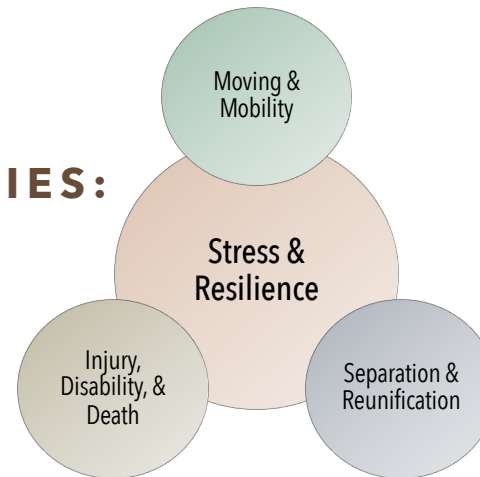 Moving &
Mobility
IES:
Stress &
Resilience
Injury,
Disability, &
Death
Separation &
Reunification